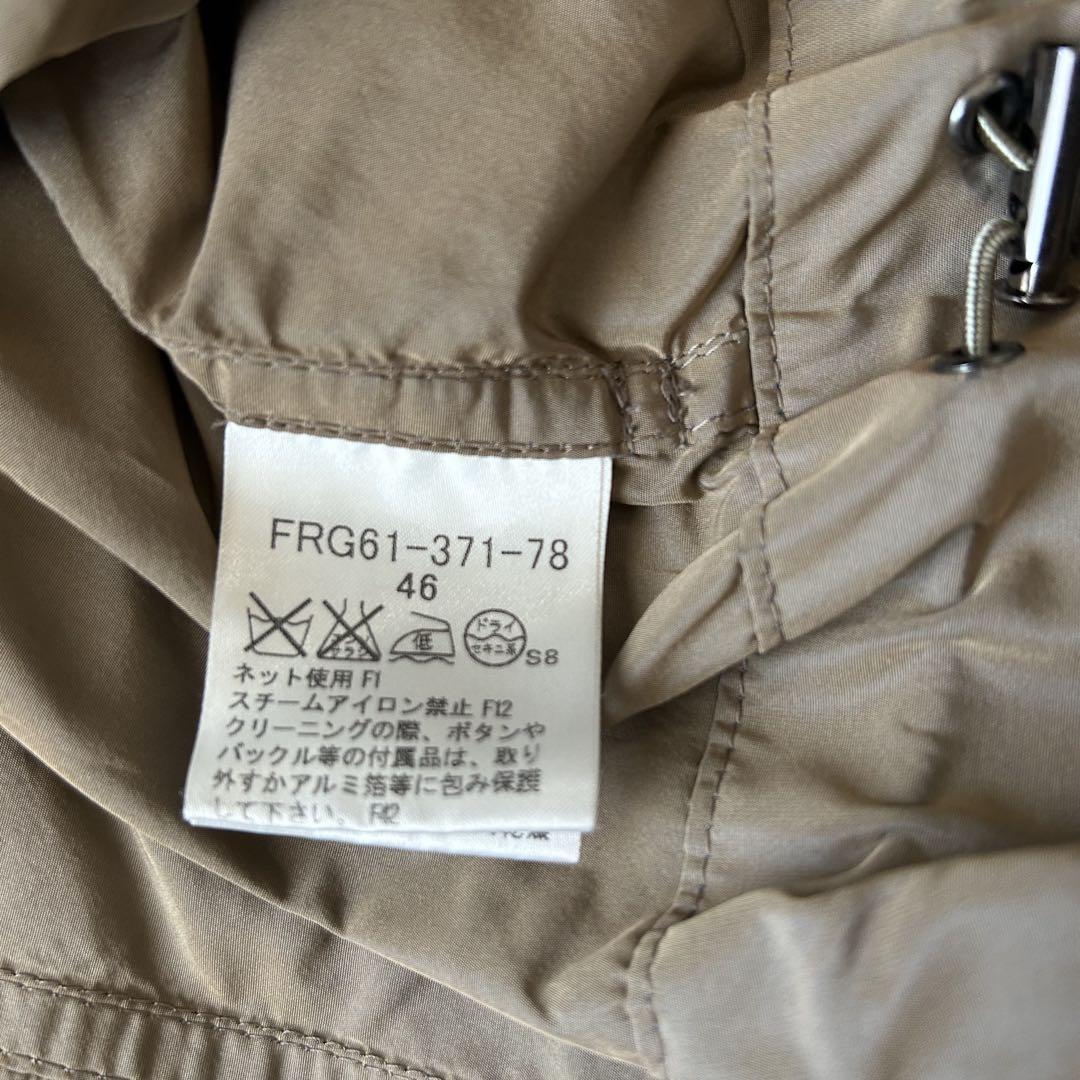 FRG61-371-78
46
低 ドライ セキユ系 S8
ネット使用 F1
スチームアイロン禁止 F12
クリーニングの際、ボタンや
バックル等の付属品は、取り
外すかアルミ箔等に包み保護
して下さい。 F42